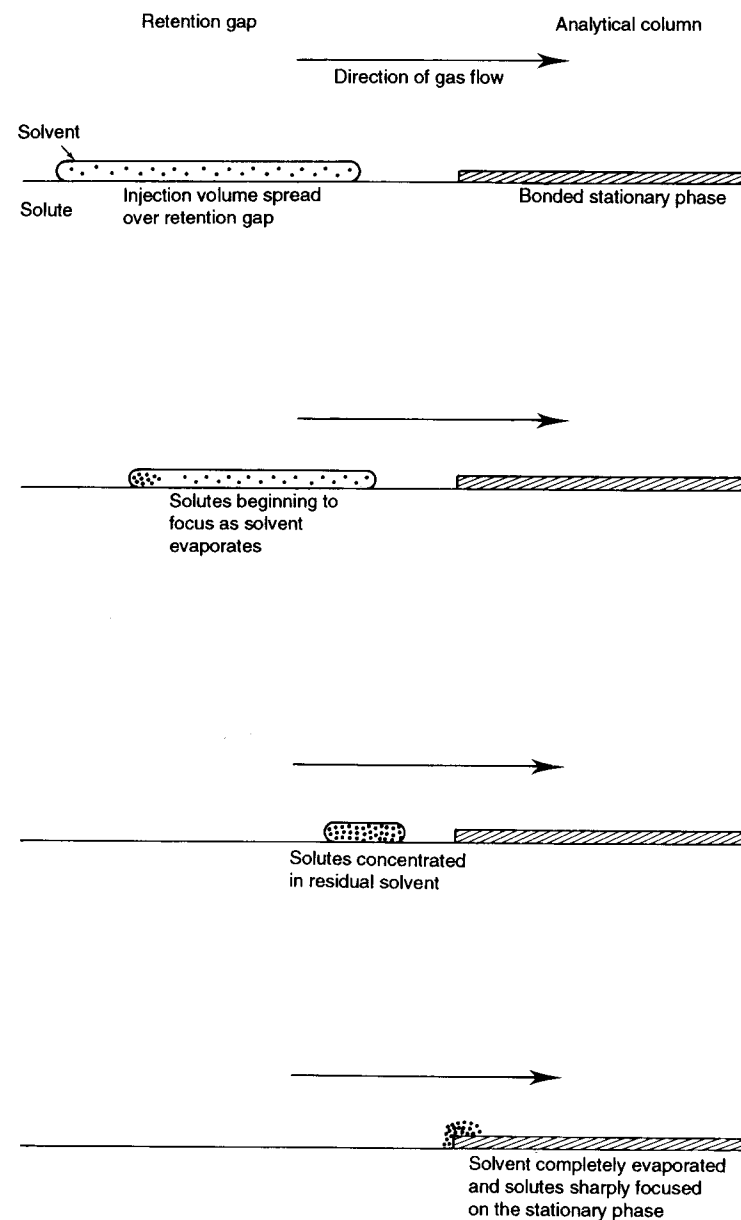 Retention gap
Analytical column
Direction of gas flow
Solvent
Solute
Injection volume spread
over retention gap
Bonded stationary phase
Solutes beginning to
focus as solvent
evaporates
Solutes concentrated
in residual solvent
Solvent completely evaporated
and solutes sharply focused
on the stationary phase